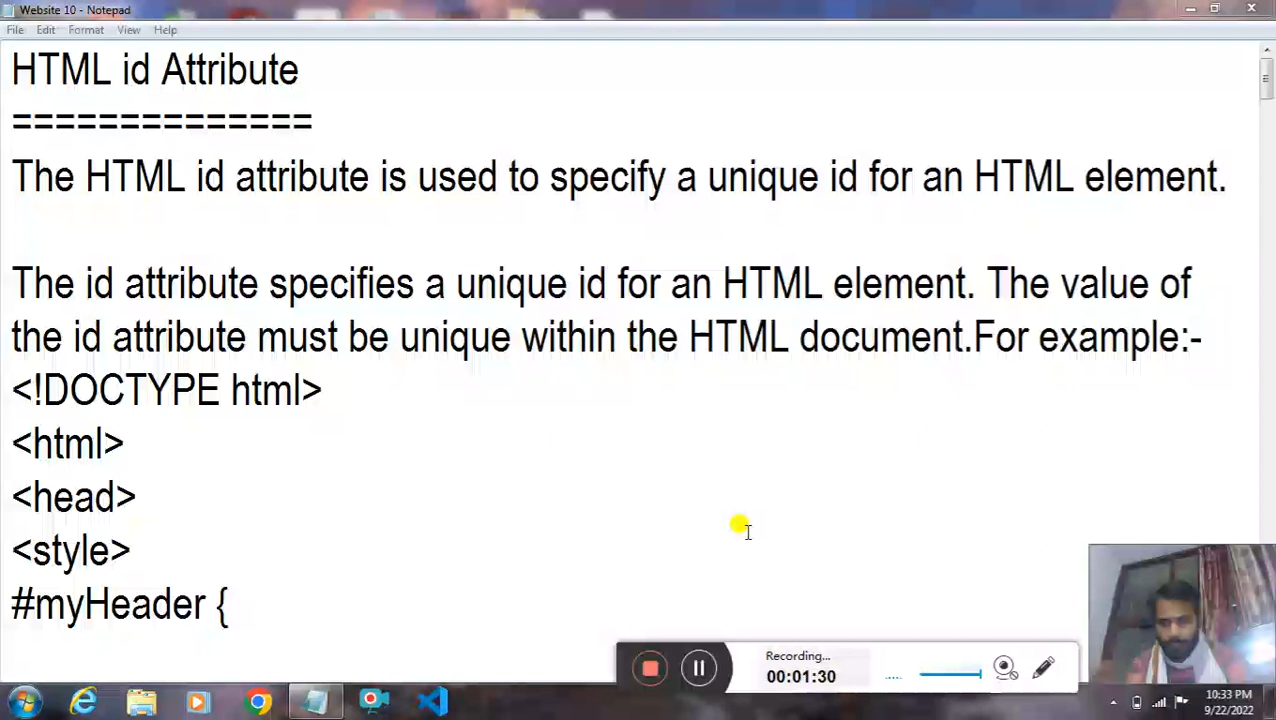 Website 10 - Notepad
File Edit Format View Help
HTML id Attribute
==============
The HTML id attribute is used to specify a unique id for an HTML element.
The id attribute specifies a unique id for an HTML element. The value of
the id attribute must be unique within the HTML document.For example:-
<!DOCTYPE html>
<html>
<head>
<style>
#myHeader {
Recording...
00:01:30
10:33 PM
9/22/2022